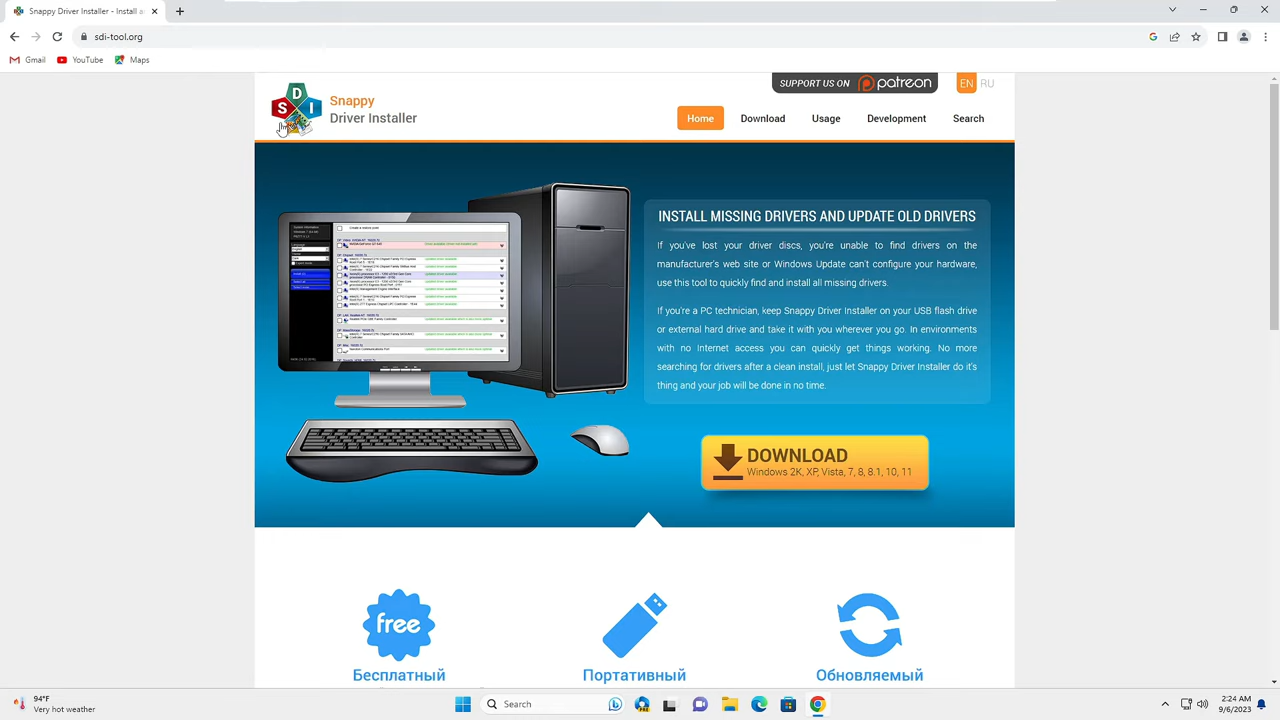 Snappy Driver Installer - Install a
sdi-tool.org
Gmail
YouTube
Maps
SUPPORT US ON patreon
EN RU
S D I
Snappy
Driver Installer
Home Download Usage Development Search
INSTALL MISSING DRIVERS AND UPDATE OLD DRIVERS
If you've lost your driver discs, you're unable to find drivers on the
manufacturer's web site or Windows Update can't configure your hardware,
use this tool to quickly find and install all missing drivers.
If you're a PC technician, keep Snappy Driver Installer on your USB flash drive
or external hard drive and take it with you wherever you go. In environments
with no Internet access you can quickly get things working. No more
searching for drivers after a clean install, just let Snappy Driver Installer do it's
thing and your job will be done in no time.
DOWNLOAD
Windows 2K, XP, Vista, 7, 8, 8.1, 10, 11
free
Бесплатный
Портативный
Обновляемый
94°F
Very hot weather
Search
2:24 AM
9/6/2023